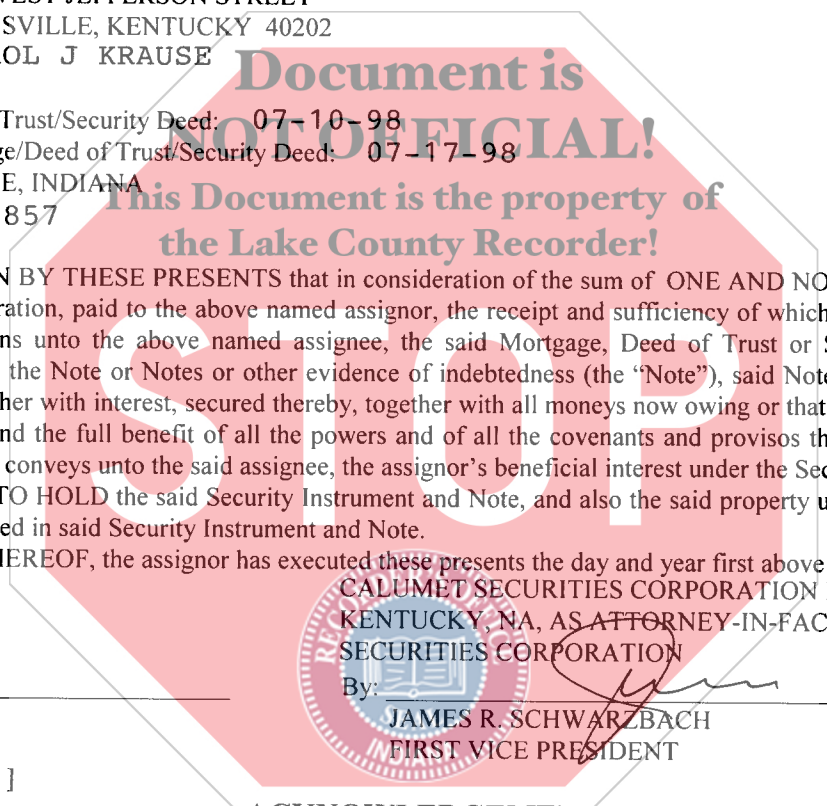 WEST JEFFERSON STREET
SVILLE, KENTUCKY 40202
OL J KRAUSE
Document is
Trust/Security Deed: 07-10-98
NOT OFFICIAL!
ge/Deed of Trust/Security Deed: 07-17-98
E, INDIANA
This Document is the property of
857
the Lake County Recorder!
N BY THESE PRESENTS that in consideration of the sum of ONE AND NO
ration, paid to the above named assignor, the receipt and sufficiency of which
ns unto the above named assignee, the said Mortgage, Deed of Trust or S
the Note or Notes or other evidence of indebtedness (the “Note”), said Note
her with interest, secured thereby, together with all moneys now owing or that
nd the full benefit of all the powers and of all the covenants and provisos th
STOP
conveys unto the said assignee, the assignor's beneficial interest under the Sec
TO HOLD the said Security Instrument and Note, and also the said property u
ed in said Security Instrument and Note.
HEREOF, the assignor has executed these presents the day and year first above
CALUMET SECURITIES CORPORATION
KENTUCKY, NA, AS ATTORNEY-IN-FAC
SECURITIES CORPORATION
By:
JAMES R. SCHWARZBACH
FIRST VICE PRESIDENT
SEAL
INDIANA
]